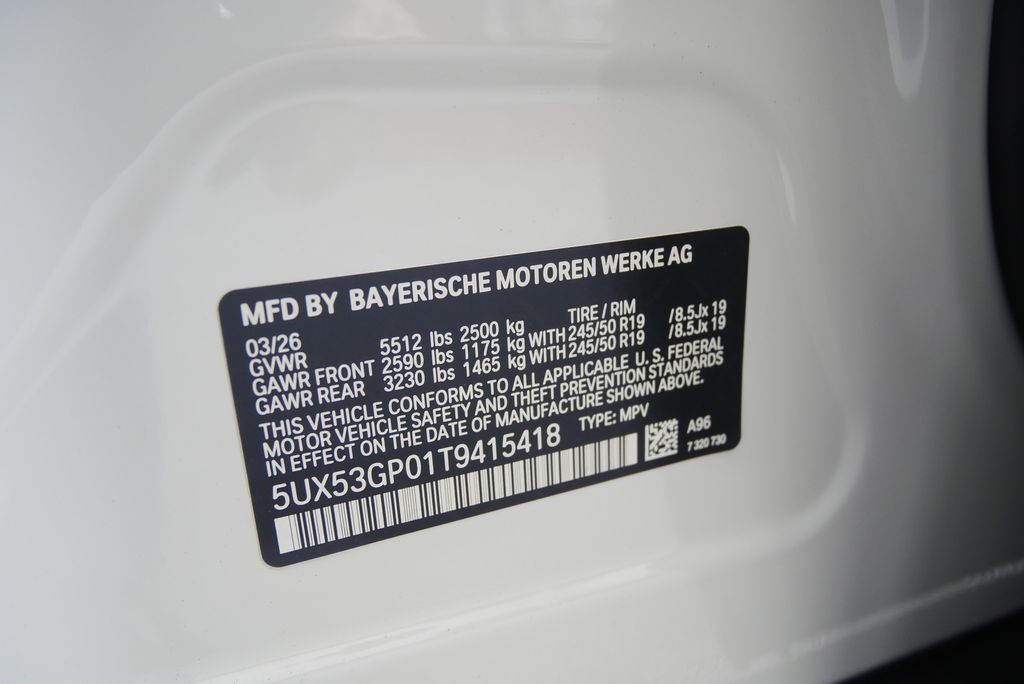 MFD BY BAYERISCHE MOTOREN WERKE AG
03/26 TIRE / RIM
GVWR 5512 lbs 2500 kg
GAWR FRONT 2590 lbs 1175 kg WITH 245/50 R19 /8.5Jx 19
GAWR REAR 3230 lbs 1465 kg WITH 245/50 R19 /8.5Jx 19
THIS VEHICLE CONFORMS TO ALL APPLICABLE U. S. FEDERAL
MOTOR VEHICLE SAFETY AND THEFT PREVENTION STANDARDS
IN EFFECT ON THE DATE OF MANUFACTURE SHOWN ABOVE.
5UX53GP01T9415418 TYPE: MPV
A96
7 320 730